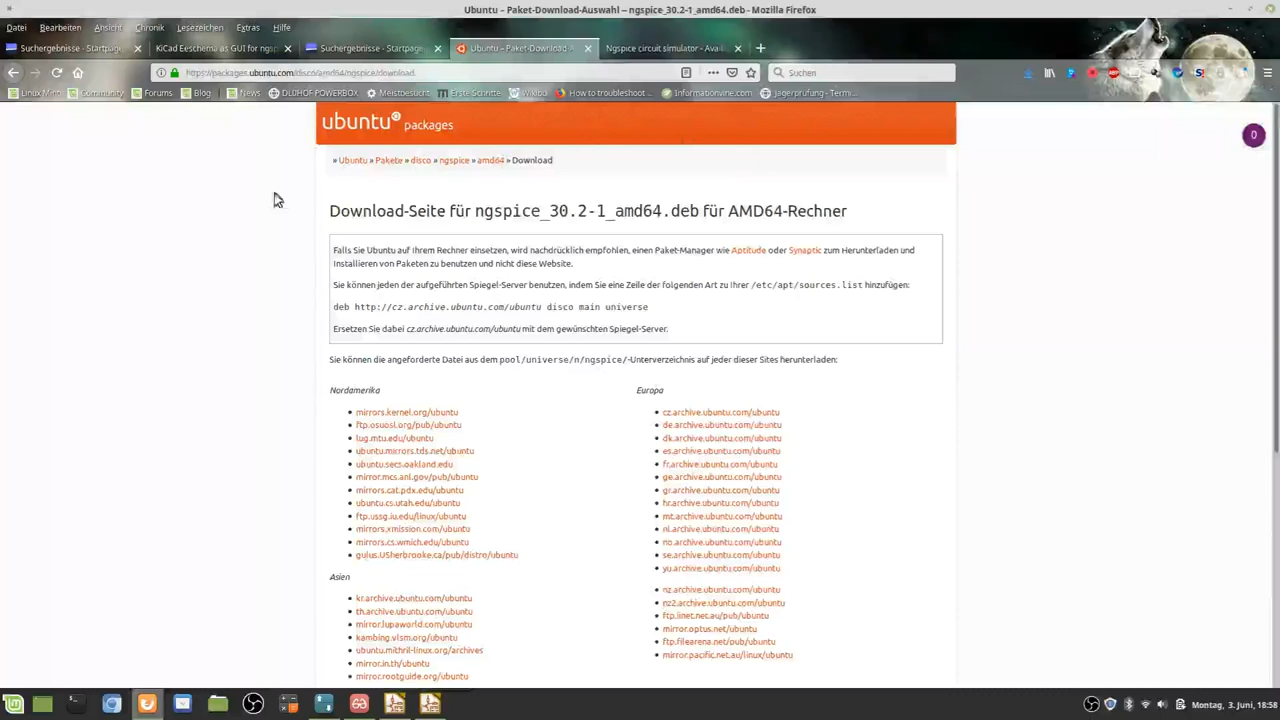 Ubuntu – Paket-Download-Auswahl — ngspice_30.2-1_amd64.deb - Mozilla Firefox
Datei Bearbeiten Ansicht Chronik Lesezeichen Extras Hilfe
Suchergebnisse - Startpage
KiCad Eeschema as GUI for ngsp
Suchergebnisse - Startpage
Ubuntu – Paket-Download-A
Ngspice circuit simulator - Avai
https://packages.ubuntu.com/disco/amd64/ngspice/download
Suchen
Linux Mint Community Forums Blog News DLUHOF-POWERBOX Meistbesucht Erste Schritte Wikibo How to troubleshoot ... Informationvine.com Jägerprüfung - Termi...
ubuntu® packages
0
» Ubuntu » Pakete » disco » ngspice » amd64 » Download
Download-Seite für ngspice_30.2-1_amd64.deb für AMD64-Rechner
Falls Sie Ubuntu auf Ihrem Rechner einsetzen, wird nachdrücklich empfohlen, einen Paket-Manager wie Aptitude oder Synaptic zum Herunterladen und
Installieren von Paketen zu benutzen und nicht diese Website.
Sie können jeden der aufgeführten Spiegel-Server benutzen, indem Sie eine Zeile der folgenden Art zu Ihrer /etc/apt/sources.list hinzufügen:
deb http://cz.archive.ubuntu.com/ubuntu disco main universe
Ersetzen Sie dabei cz.archive.ubuntu.com/ubuntu mit dem gewünschten Spiegel-Server.
Sie können die angeforderte Datei aus dem pool/universe/n/ngspice/-Unterverzeichnis auf jeder dieser Sites herunterladen:
Nordamerika
mirrors.kernel.org/ubuntu
ftp.osuosl.org/pub/ubuntu
lug.mtu.edu/ubuntu
ubuntu.mirrors.tds.net/ubuntu
ubuntu.secs.oakland.edu
mirror.mcs.anl.gov/pub/ubuntu
mirrors.cat.pdx.edu/ubuntu
ubuntu.cs.utah.edu/ubuntu
ftp.ussg.iu.edu/linux/ubuntu
mirrors.xmission.com/ubuntu
mirrors.cs.wmich.edu/ubuntu
gulus.USherbrooke.ca/pub/distro/ubuntu
Asien
kr.archive.ubuntu.com/ubuntu
th.archive.ubuntu.com/ubuntu
mirror.lupaworld.com/ubuntu
kambing.vlsm.org/ubuntu
ubuntu.mithril-linux.org/archives
mirror.in.th/ubuntu
mirror.rootguide.org/ubuntu
Europa
cz.archive.ubuntu.com/ubuntu
de.archive.ubuntu.com/ubuntu
dk.archive.ubuntu.com/ubuntu
es.archive.ubuntu.com/ubuntu
fr.archive.ubuntu.com/ubuntu
ge.archive.ubuntu.com/ubuntu
gr.archive.ubuntu.com/ubuntu
hr.archive.ubuntu.com/ubuntu
mt.archive.ubuntu.com/ubuntu
nl.archive.ubuntu.com/ubuntu
no.archive.ubuntu.com/ubuntu
se.archive.ubuntu.com/ubuntu
yu.archive.ubuntu.com/ubuntu
nz.archive.ubuntu.com/ubuntu
nz2.archive.ubuntu.com/ubuntu
ftp.iinet.net.au/pub/ubuntu
mirror.optus.net/ubuntu
ftp.filearena.net/pub/ubuntu
mirror.pacific.net.au/linux/ubuntu
Montag, 3. Juni, 18:58